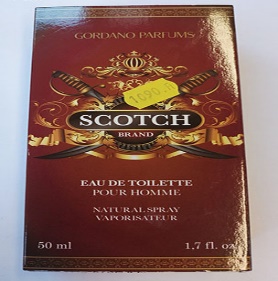 GORDANO PARFUMS
SCOTCH
BRAND
EAU DE TOILETTE
POUR HOMME
NATURAL SPRAY
VAPORISATEUR
50 ml 1,7 fl. oz